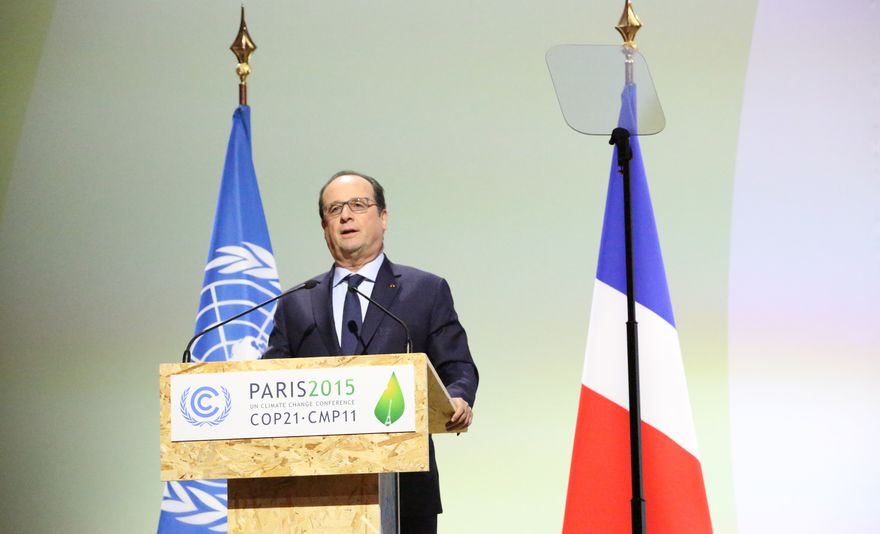 PARIS2015
UN CLIMATE CHANGE CONFERENCE
COP21·CMP11